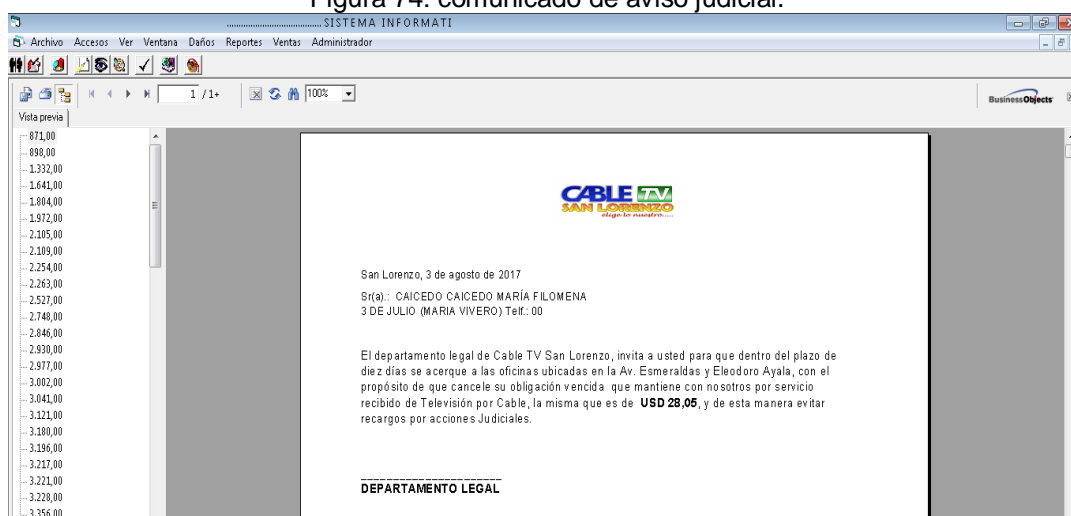 Figura 74. comunicado de aviso judicial.
SISTEMA INFORMATI
Archivo Accesos Ver Ventana Daños Reportes Ventas Administrador
1 / 1+ 100%
BusinessObjects
Vista previa
871,00
898,00
1.332,00
1.641,00
1.804,00
1.972,00
2.105,00
2.109,00
2.254,00
2.263,00
2.527,00
2.748,00
2.846,00
2.930,00
2.977,00
3.002,00
3.041,00
3.121,00
3.180,00
3.196,00
3.217,00
3.221,00
3.228,00
3.356,00
CABLE TV
SAN LORENZO
elige lo nuestro.....
San Lorenzo, 3 de agosto de 2017
Sr(a).: CAICEDO CAICEDO MARÍA FILOMENA
3 DE JULIO (MARIA VIVERO) Telf.: 00
El departamento legal de Cable TV San Lorenzo, invita a usted para que dentro del plazo de
diez días se acerque a las oficinas ubicadas en la Av. Esmeraldas y Eleodoro Ayala, con el
propósito de que cancele su obligación vencida que mantiene con nosotros por servicio
recibido de Televisión por Cable, la misma que es de USD 28,05, y de esta manera evitar
recargos por acciones Judiciales.
DEPARTAMENTO LEGAL